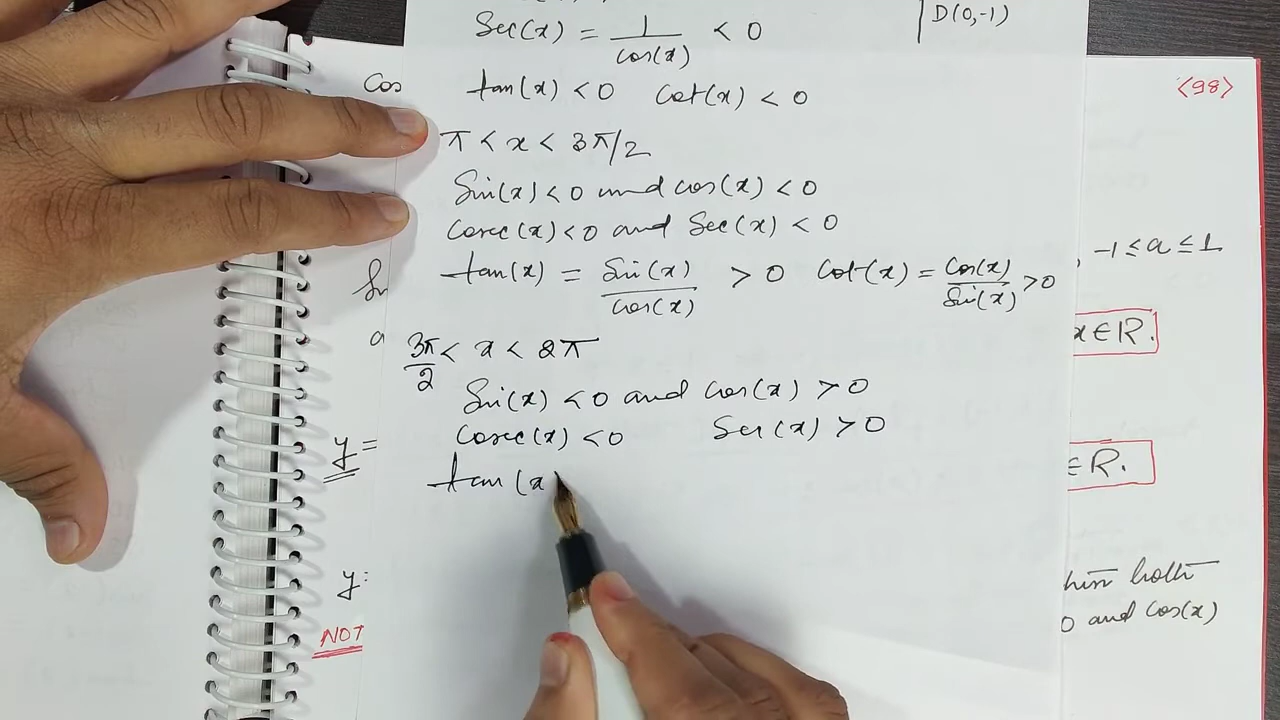 D(0,-1)
Sec(x) = 1/cos(x) < 0
tan(x) < 0 cot(x) < 0
π < x < 3π/2
Sin(x) < 0 and cos(x) < 0
Cosec(x) < 0 and Sec(x) < 0
tan(x) = Sin(x)/cos(x) > 0 Cot(x) = Cos(x)/Sin(x) > 0
3π/2 < x < 2π
Sin(x) < 0 and cos(x) > 0
Cosec(x) < 0 Sec(x) > 0
tan(x
Cos
a
y =
y:
NOT
<98>
, -1 ≤ a ≤ 1
x ∈ R.
∈ R.
both
0 and Cos(x)